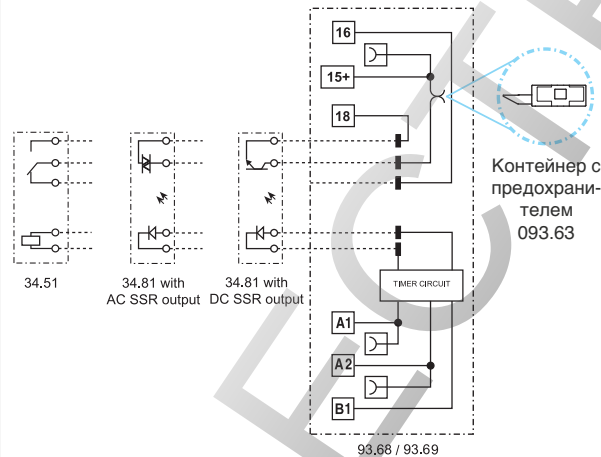 16
15+
18
Контейнер с
предохрани-
телем
093.63
34.51
34.81 with
AC SSR output
34.81 with
DC SSR output
TIMER CIRCUIT
A1
A2
B1
93.68 / 93.69